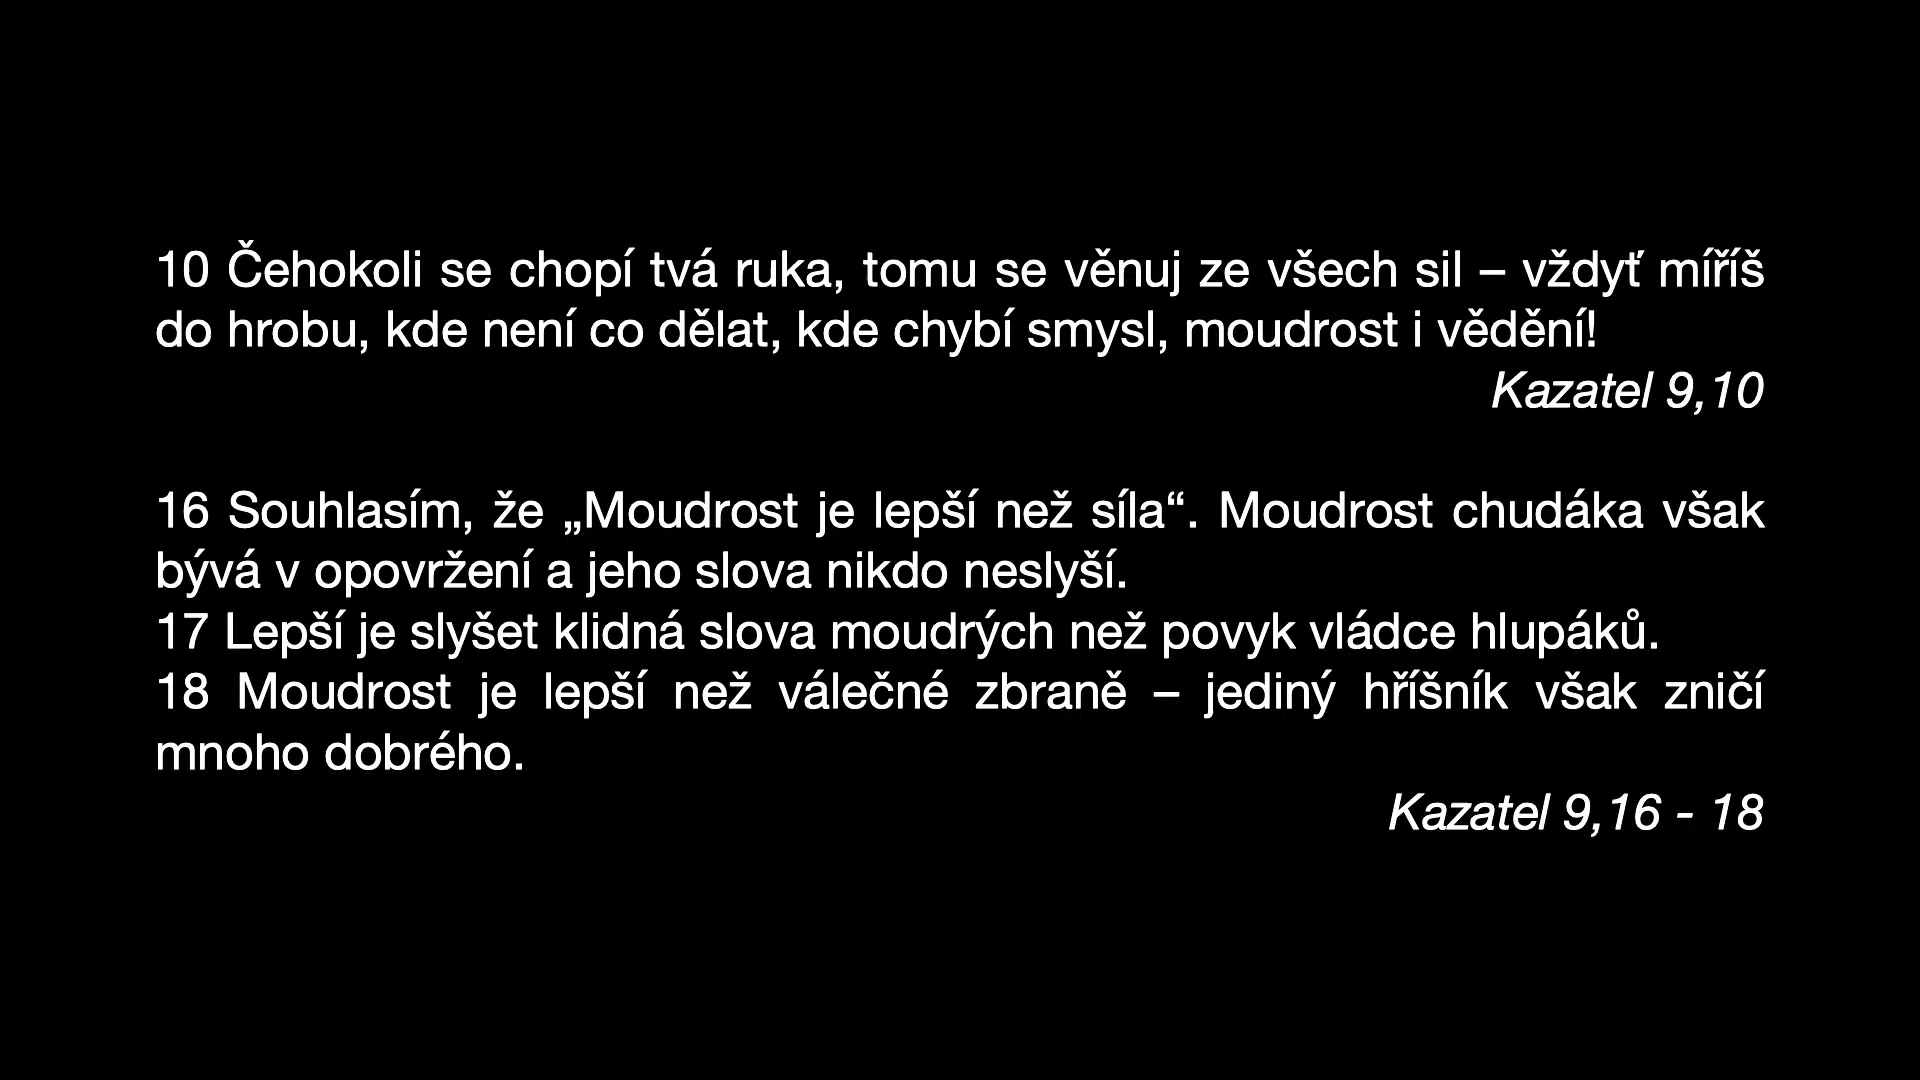 10 Čehokoli se chopí tvá ruka, tomu se věnuj ze všech sil – vždyť míříš
do hrobu, kde není co dělat, kde chybí smysl, moudrost i vědění!
Kazatel 9,10
16 Souhlasím, že „Moudrost je lepší než síla“. Moudrost chudáka však
bývá v opovržení a jeho slova nikdo neslyší.
17 Lepší je slyšet klidná slova moudrých než povyk vládce hlupáků.
18 Moudrost je lepší než válečné zbraně – jediný hříšník však zničí
mnoho dobrého.
Kazatel 9,16 - 18